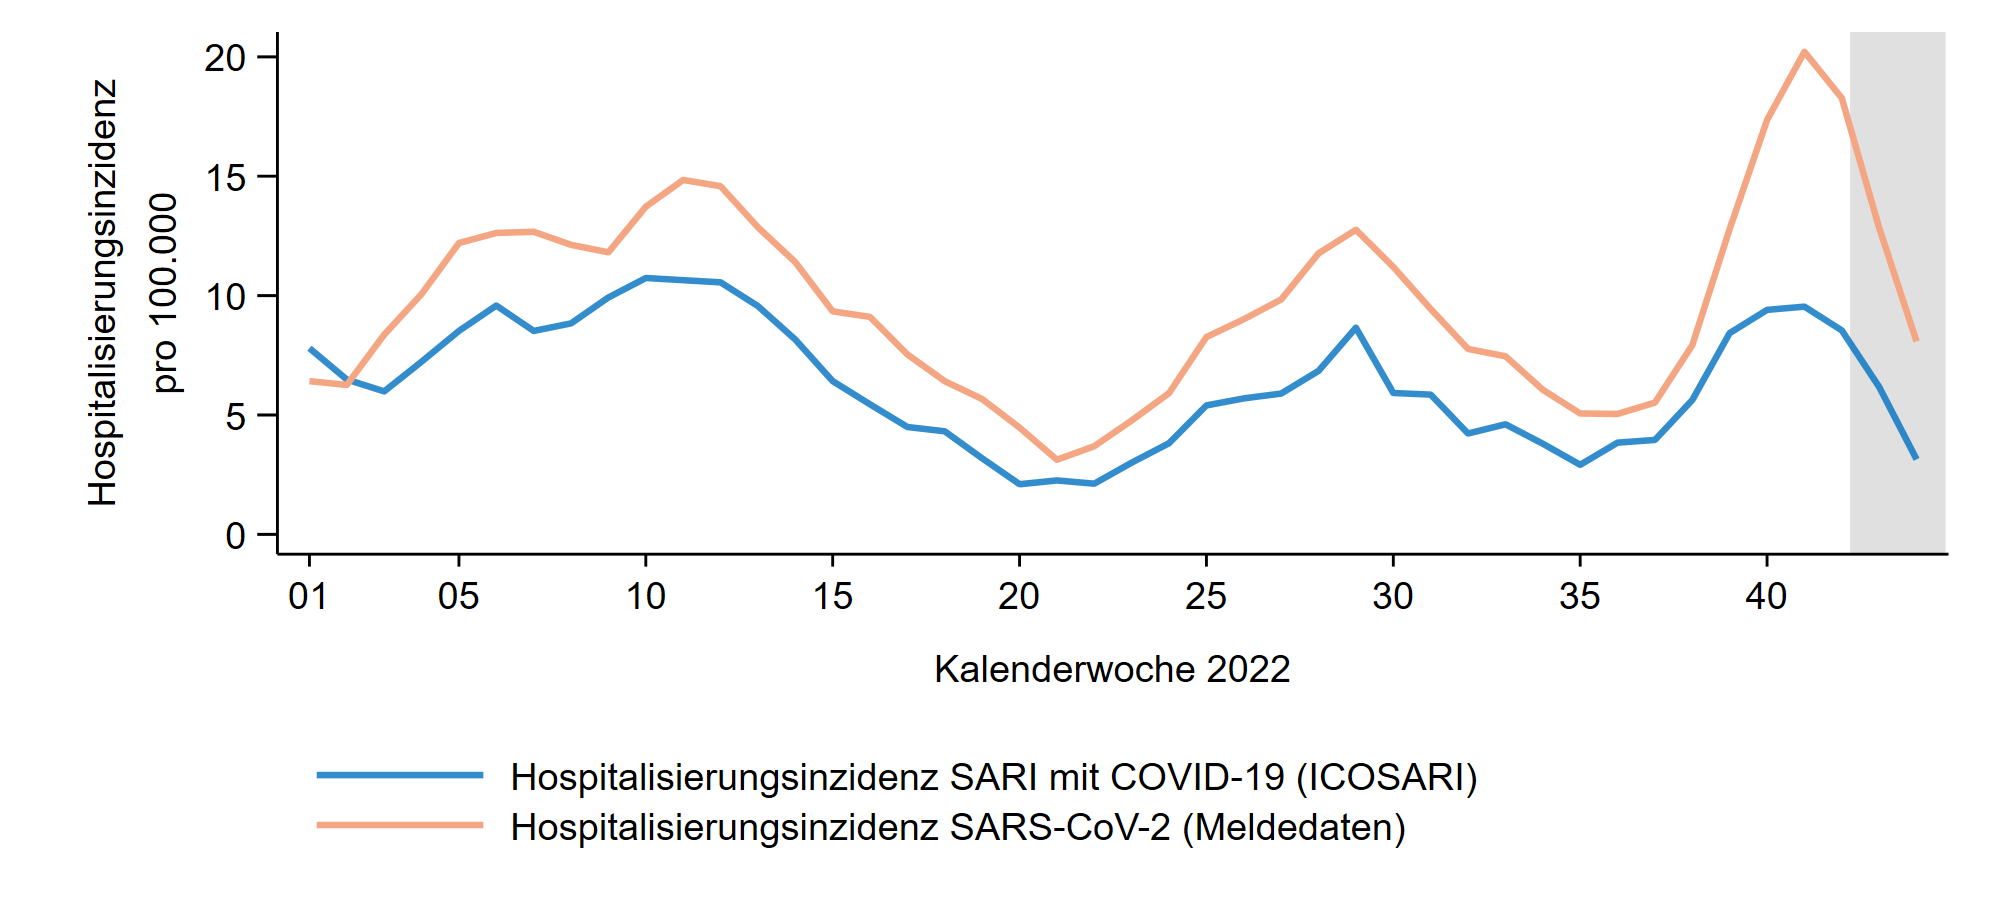 Hospitalisierungsinzidenz
pro 100.000
20
15
10
5
0
01 05 10 15 20 25 30 35 40
Kalenderwoche 2022
Hospitalisierungsinzidenz SARI mit COVID-19 (ICOSARI)
Hospitalisierungsinzidenz SARS-CoV-2 (Meldedaten)